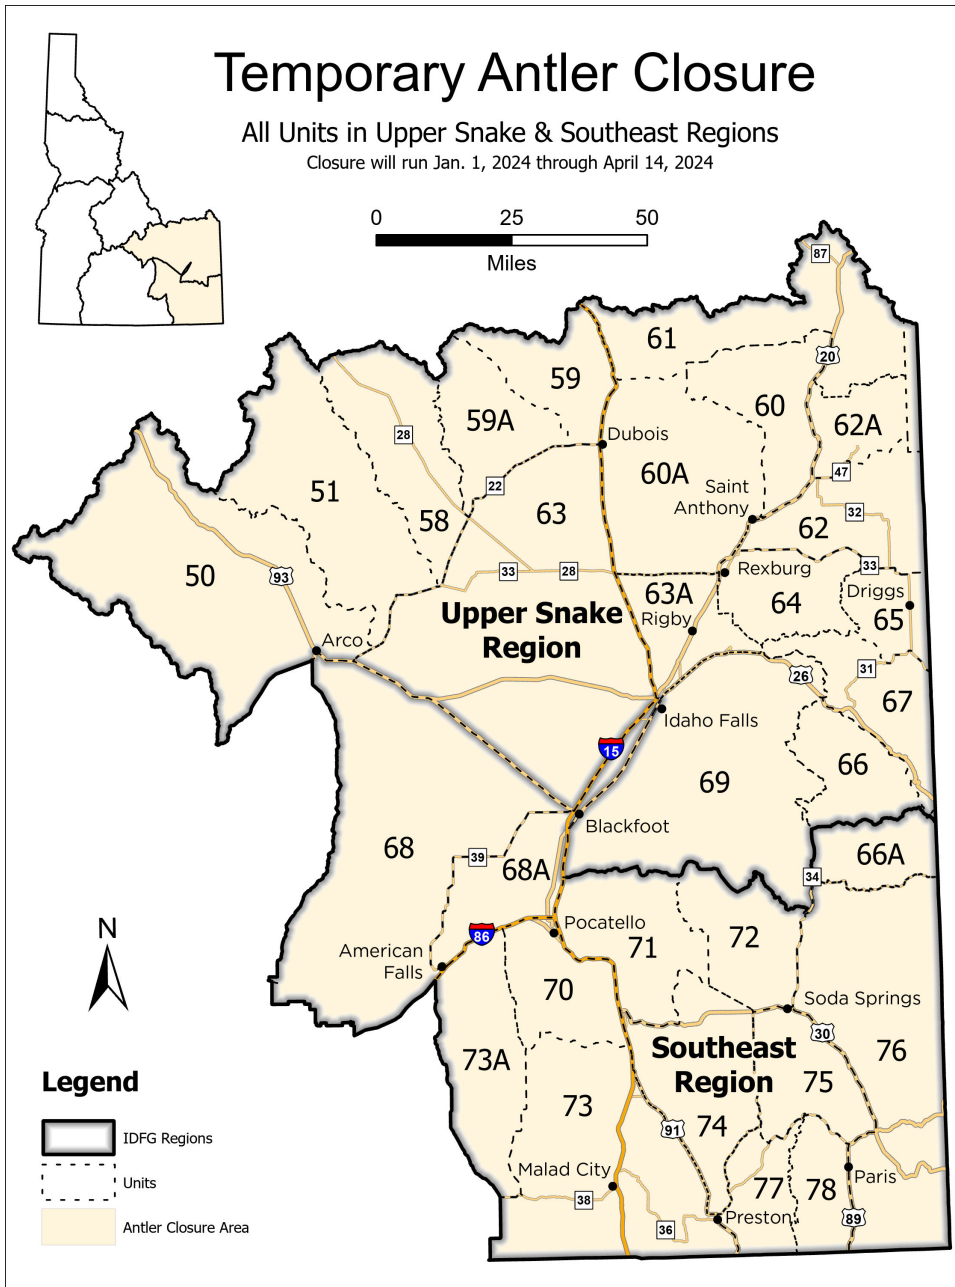 Temporary Antler Closure
All Units in Upper Snake & Southeast Regions
Closure will run Jan. 1, 2024 through April 14, 2024
0 25 50
Miles
87
61
20
59
60
59A
62A
28
Dubois
60A
47
22
Saint
Anthony
51
58
63
32
62
50
93
33
28
33
Rexburg
63A
64
Driggs
65
Upper Snake
Region
Rigby
Arco
31
26
67
Idaho Falls
15
66
69
Blackfoot
68
39
68A
66A
34
N
86
Pocatello
71
72
American
Falls
70
Soda Springs
30
73A
Southeast
Region
76
75
Legend
73
74
91
IDFG Regions
Malad City
77
78
Paris
Units
38
36
Preston
89
Antler Closure Area